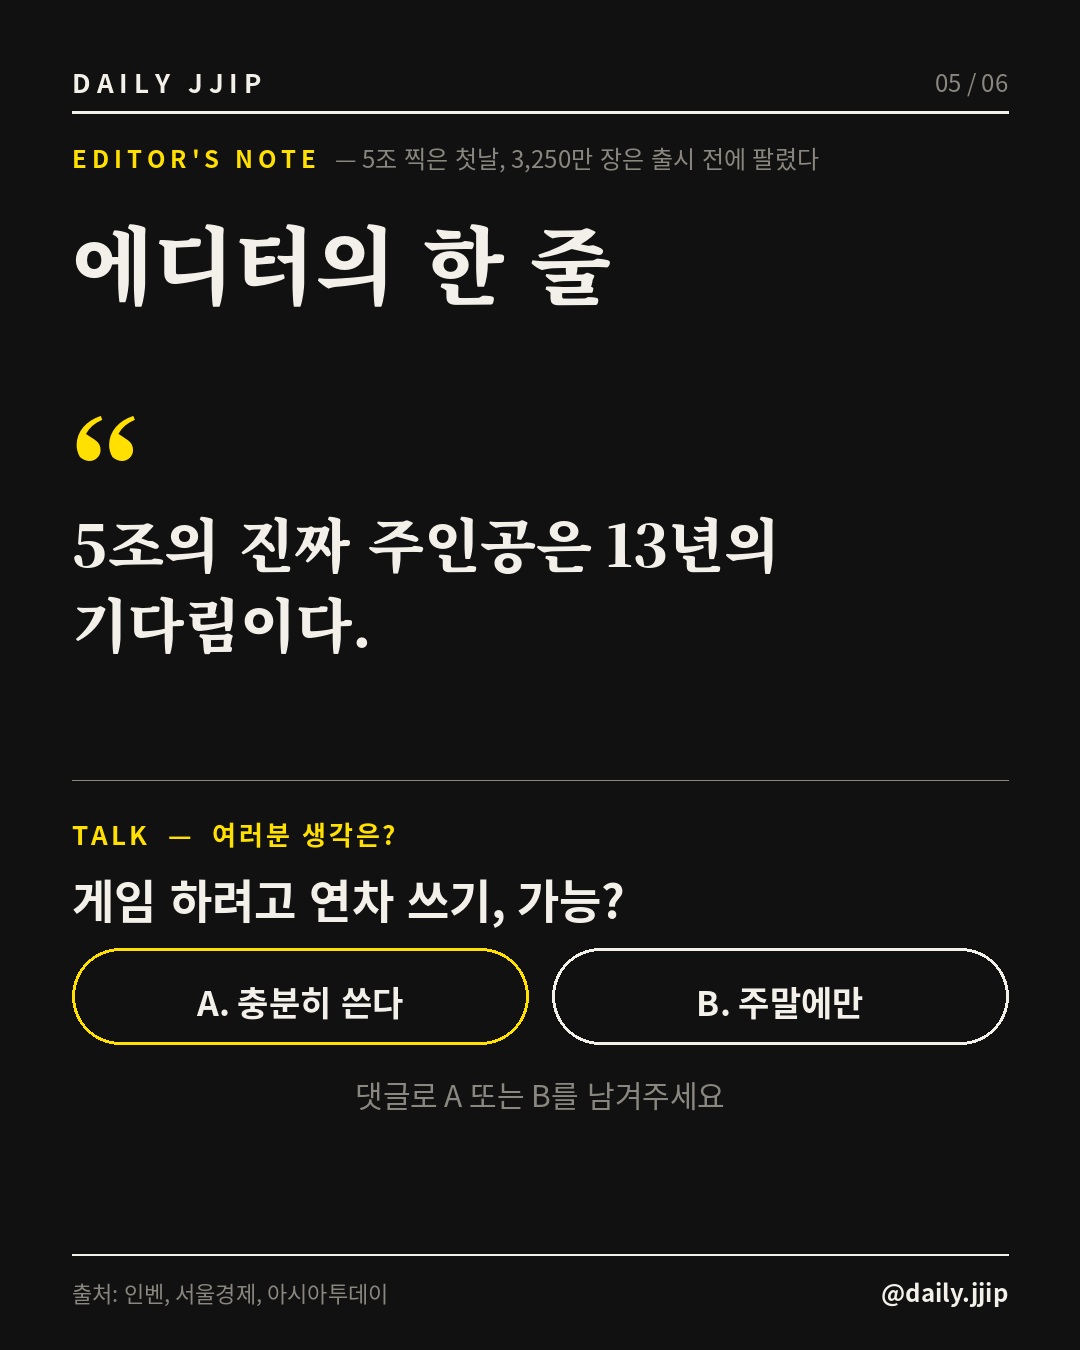 DAILY JJIP
05 / 06
EDITOR'S NOTE — 5조 찍은 첫날, 3,250만 장은 출시 전에 팔렸다
에디터의 한 줄
“
5조의 진짜 주인공은 13년의
기다림이다.
TALK — 여러분 생각은?
게임 하려고 연차 쓰기, 가능?
A. 충분히 쓴다
B. 주말에만
댓글로 A 또는 B를 남겨주세요
출처: 인벤, 서울경제, 아시아투데이
@daily.jjip